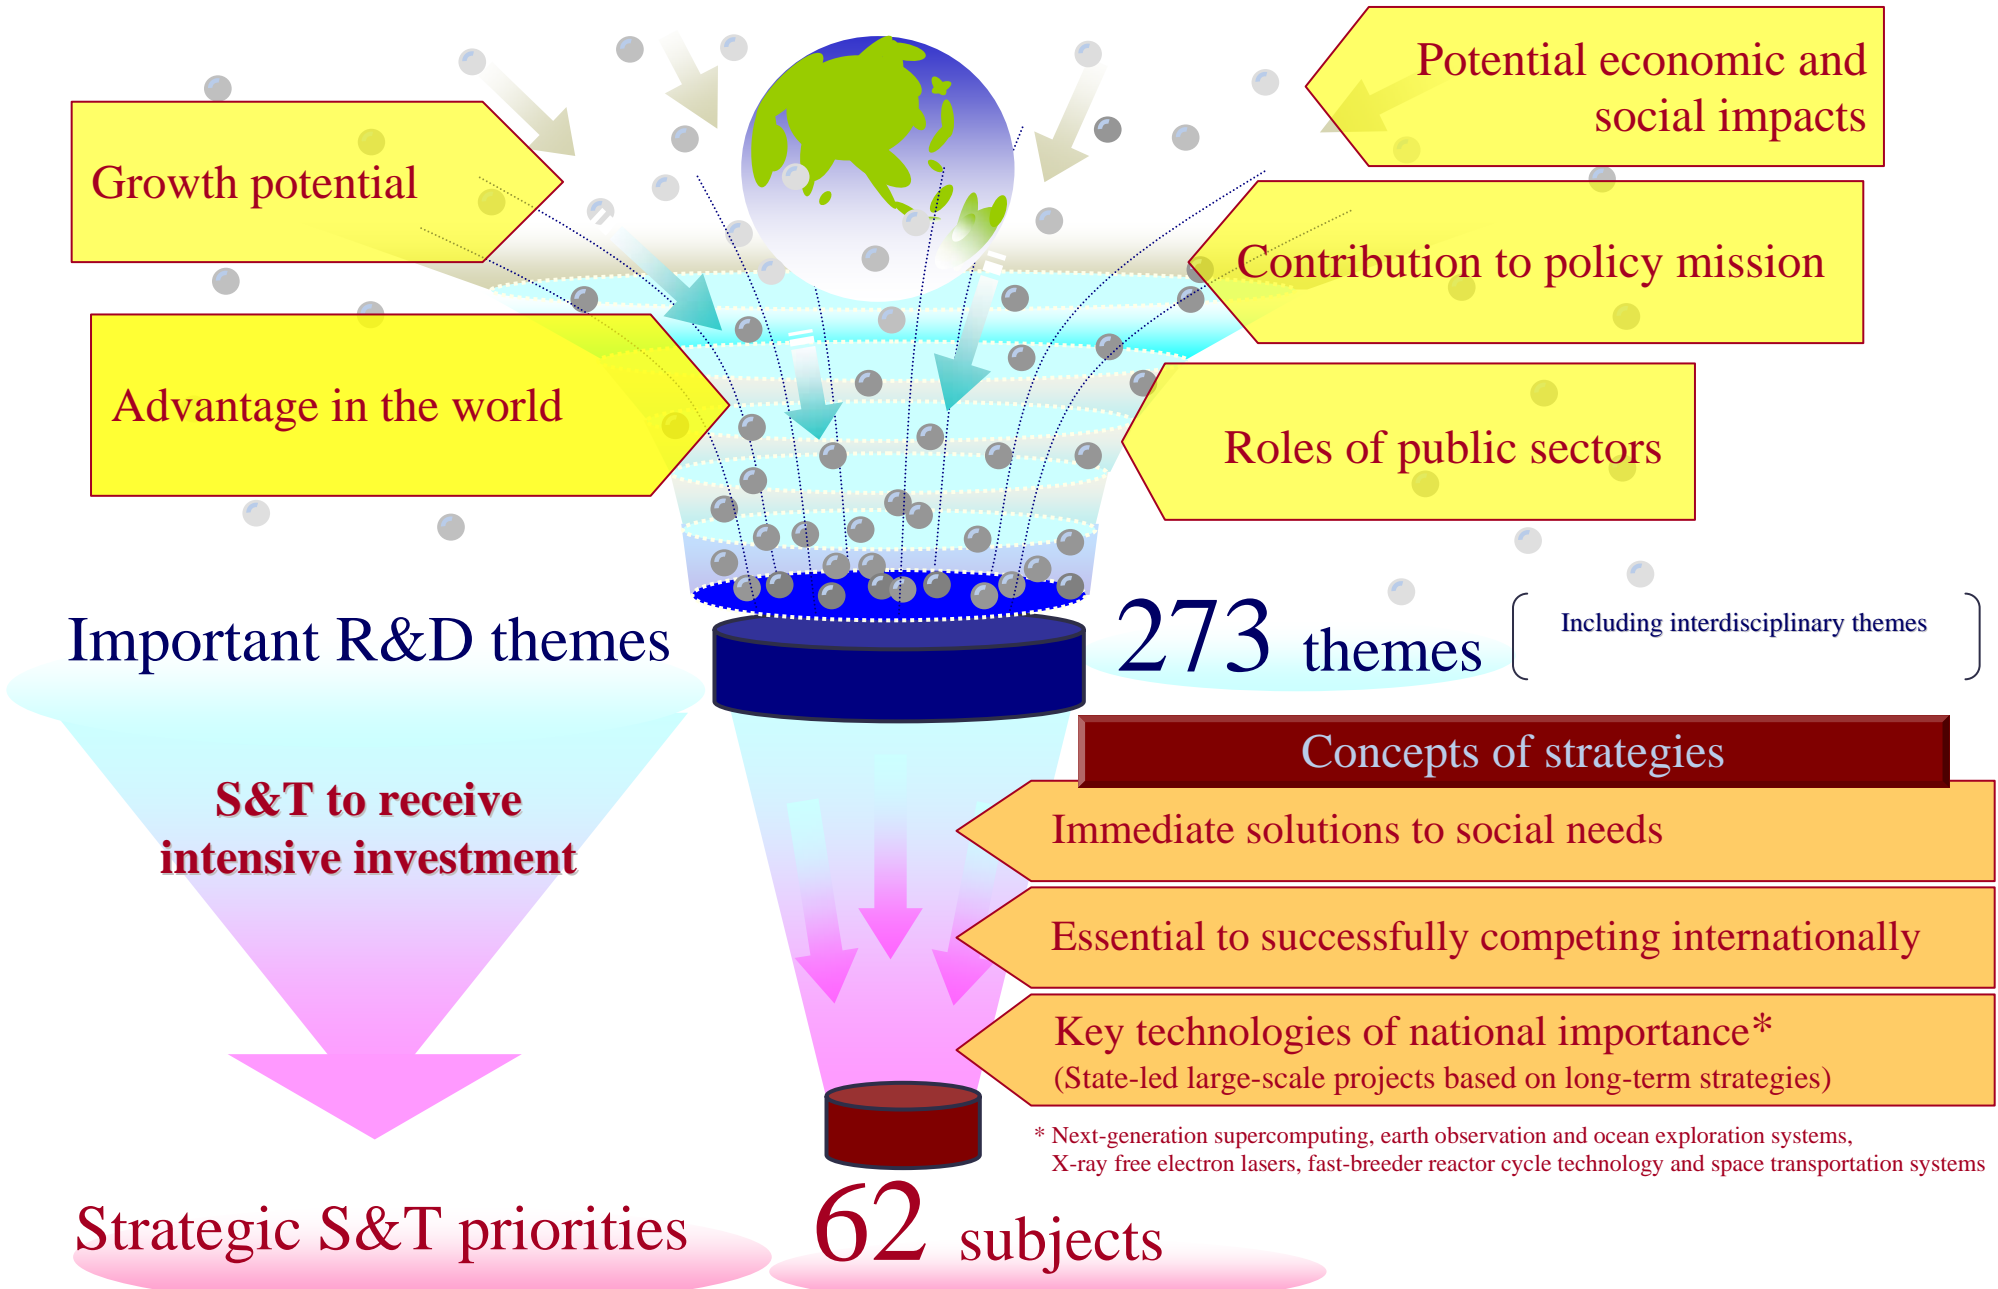 Potential economic and
social impacts
Growth potential
Contribution to policy mission
Advantage in the world
Roles of public sectors
Important R&D themes
273 themes
Including interdisciplinary themes
Concepts of strategies
S&T to receive
intensive investment
Immediate solutions to social needs
Essential to successfully competing internationally
Key technologies of national importance*
(State-led large-scale projects based on long-term strategies)
* Next-generation supercomputing, earth observation and ocean exploration systems,
X-ray free electron lasers, fast-breeder reactor cycle technology and space transportation systems
Strategic S&T priorities
62 subjects